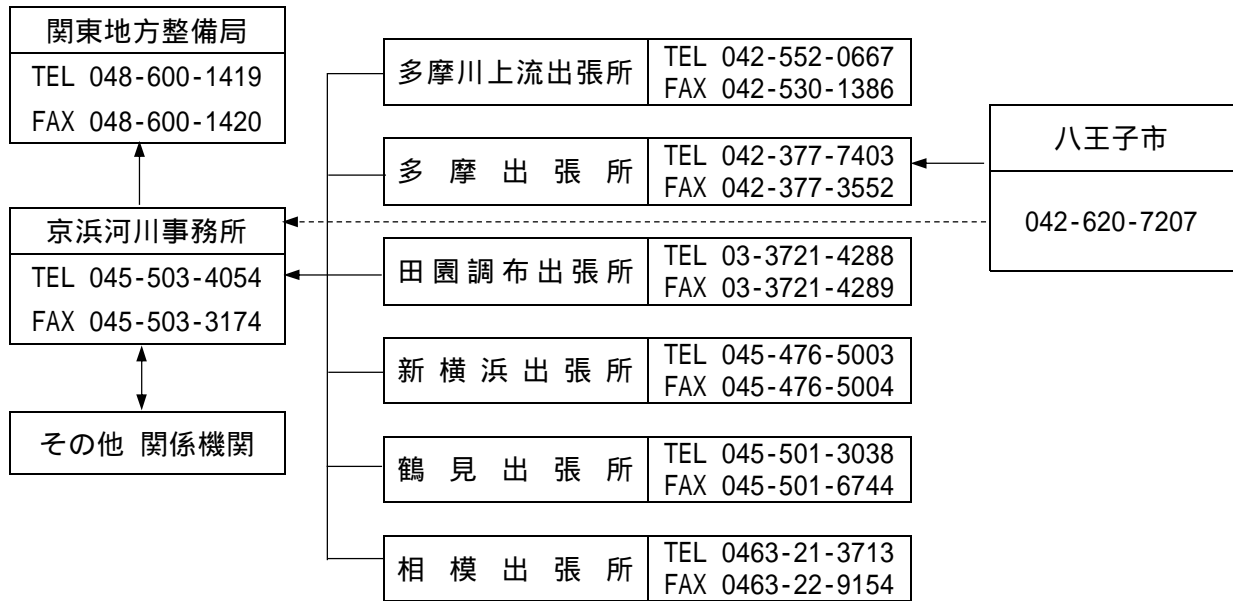 関東地方整備局
TEL 048-600-1419
FAX 048-600-1420
京浜河川事務所
TEL 045-503-4054
FAX 045-503-3174
その他 関係機関
多摩川上流出張所
TEL 042-552-0667
FAX 042-530-1386
多摩出張所
TEL 042-377-7403
FAX 042-377-3552
田園調布出張所
TEL 03-3721-4288
FAX 03-3721-4289
新横浜出張所
TEL 045-476-5003
FAX 045-476-5004
鶴見出張所
TEL 045-501-3038
FAX 045-501-6744
相模出張所
TEL 0463-21-3713
FAX 0463-22-9154
八王子市
042-620-7207